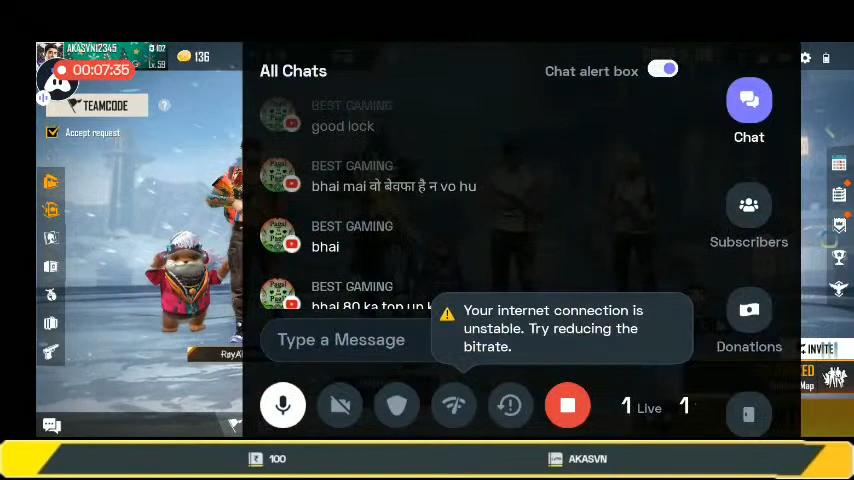 AKASVN12345
102
Lv.59
136
00:07:35
TEAMCODE
?
Accept request
All Chats
Chat alert box
BEST GAMING
good lock
BEST GAMING
bhai mai वो बेवफा है न vo hu
BEST GAMING
bhai
BEST GAMING
bhai 80 ka top up
Your internet connection is
unstable. Try reducing the
bitrate.
Type a Message
Chat
Subscribers
Donations
1 Live 1
INVITE
Map
₹ 100
AKASVN